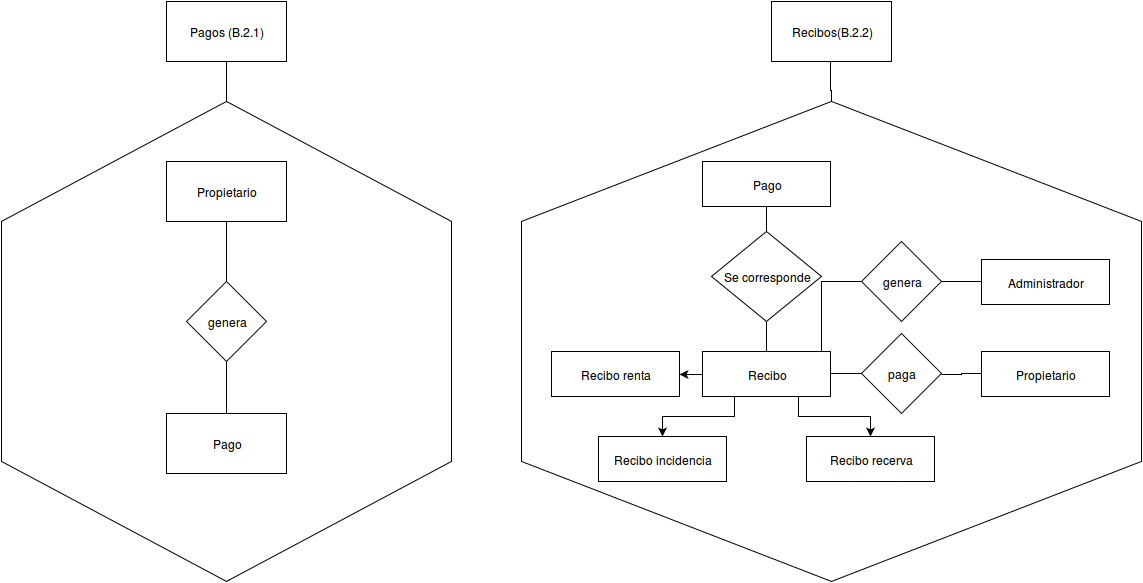 Pagos (B.2.1)
Propietario
genera
Pago
Recibos(B.2.2)
Pago
Se corresponde
genera
Administrador
Recibo renta
Recibo
paga
Propietario
Recibo incidencia
Recibo recerva